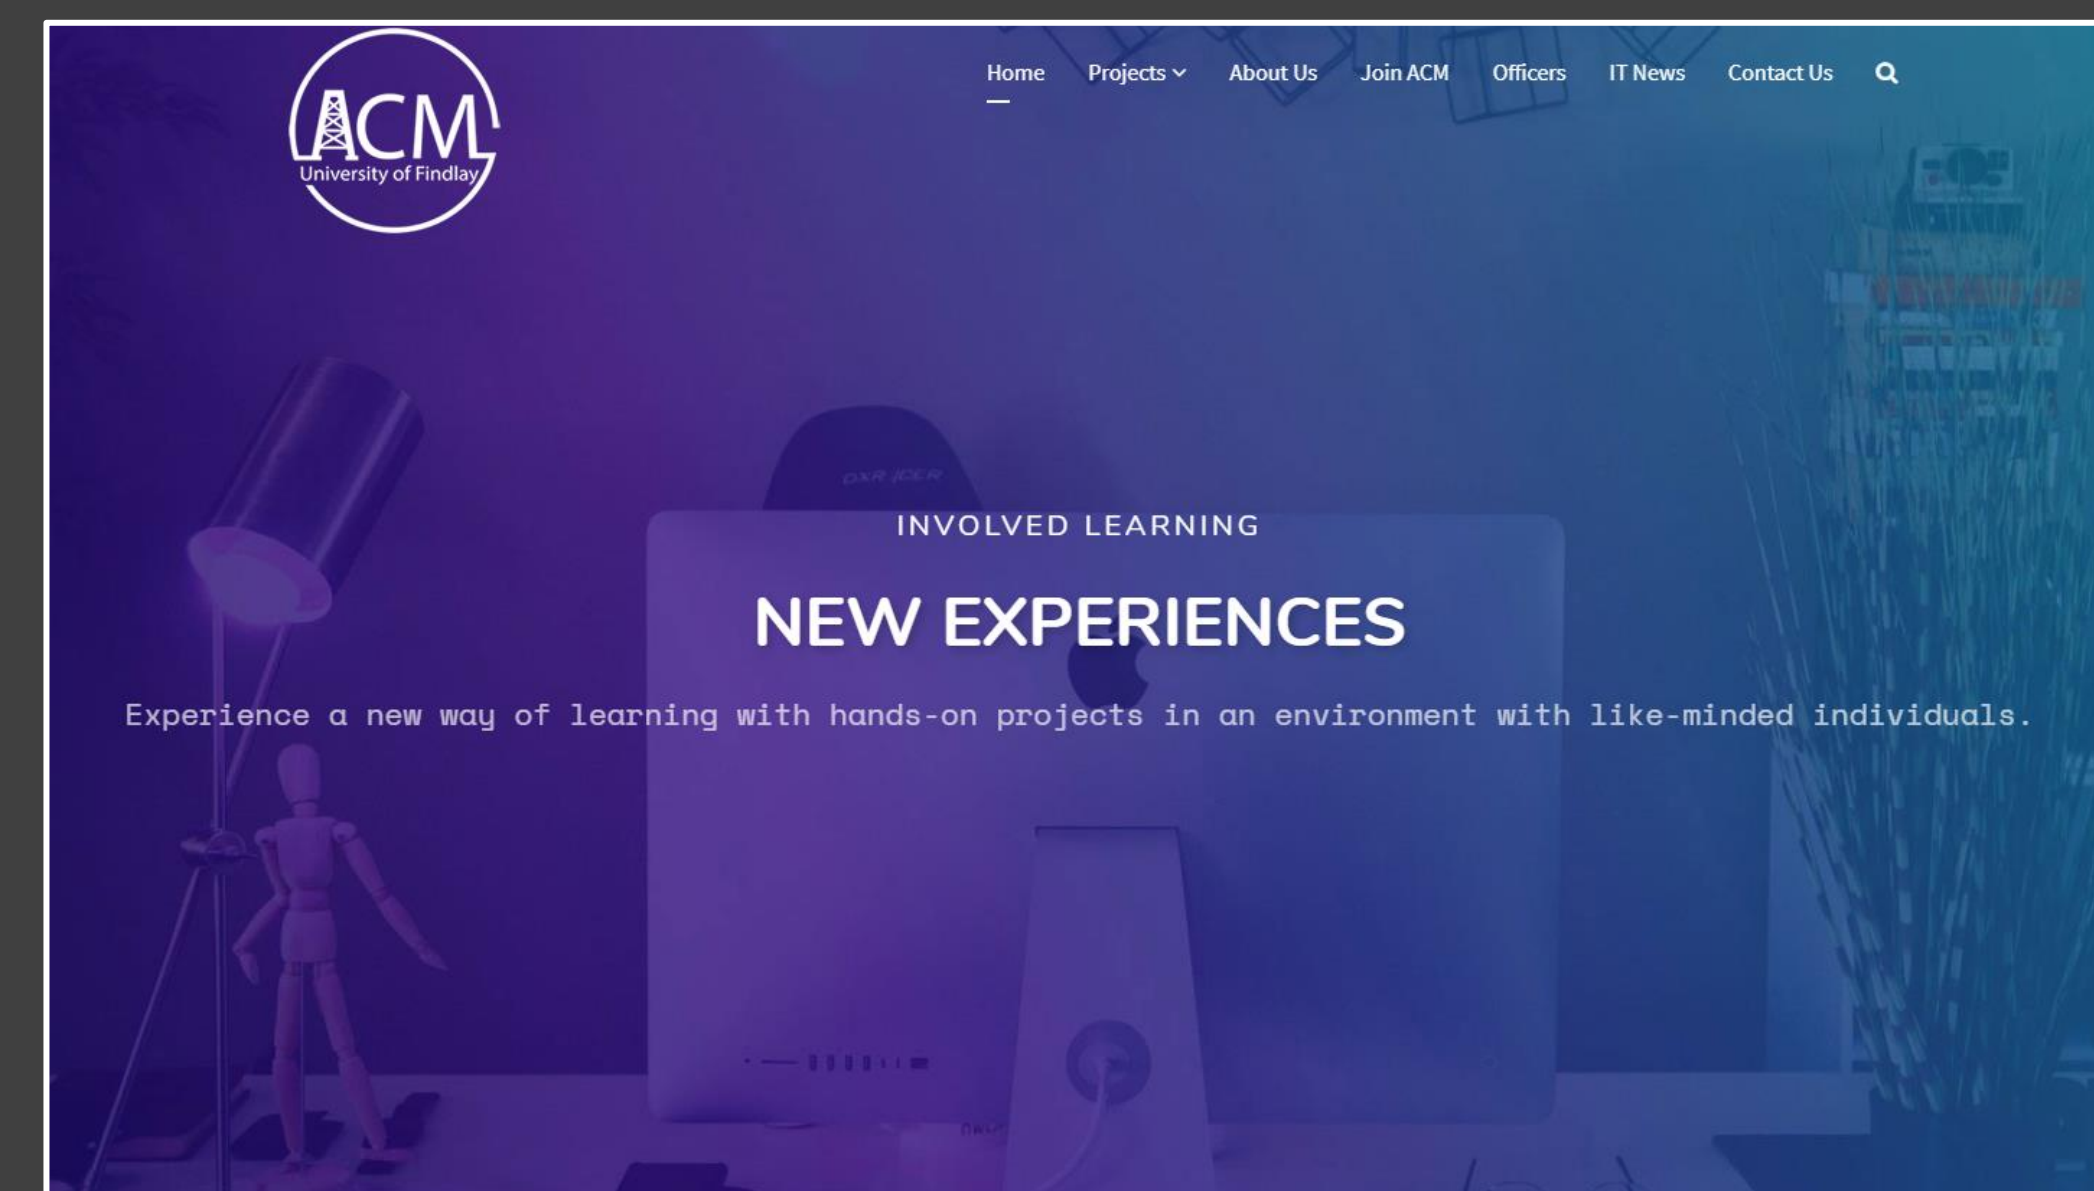 ACM
University of Findlay
Home Projects About Us Join ACM Officers IT News Contact Us
INVOLVED LEARNING
NEW EXPERIENCES
Experience a new way of learning with hands-on projects in an environment with like-minded individuals.